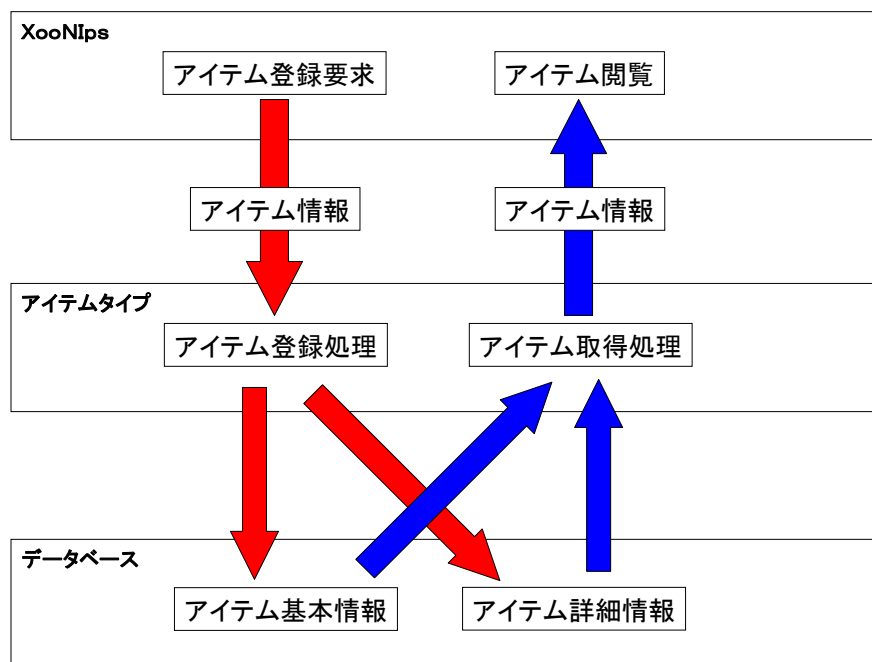 XooNIps
アイテム登録要求
アイテム閲覧
アイテム情報
アイテム情報
アイテムタイプ
アイテム登録処理
アイテム取得処理
データベース
アイテム基本情報
アイテム詳細情報